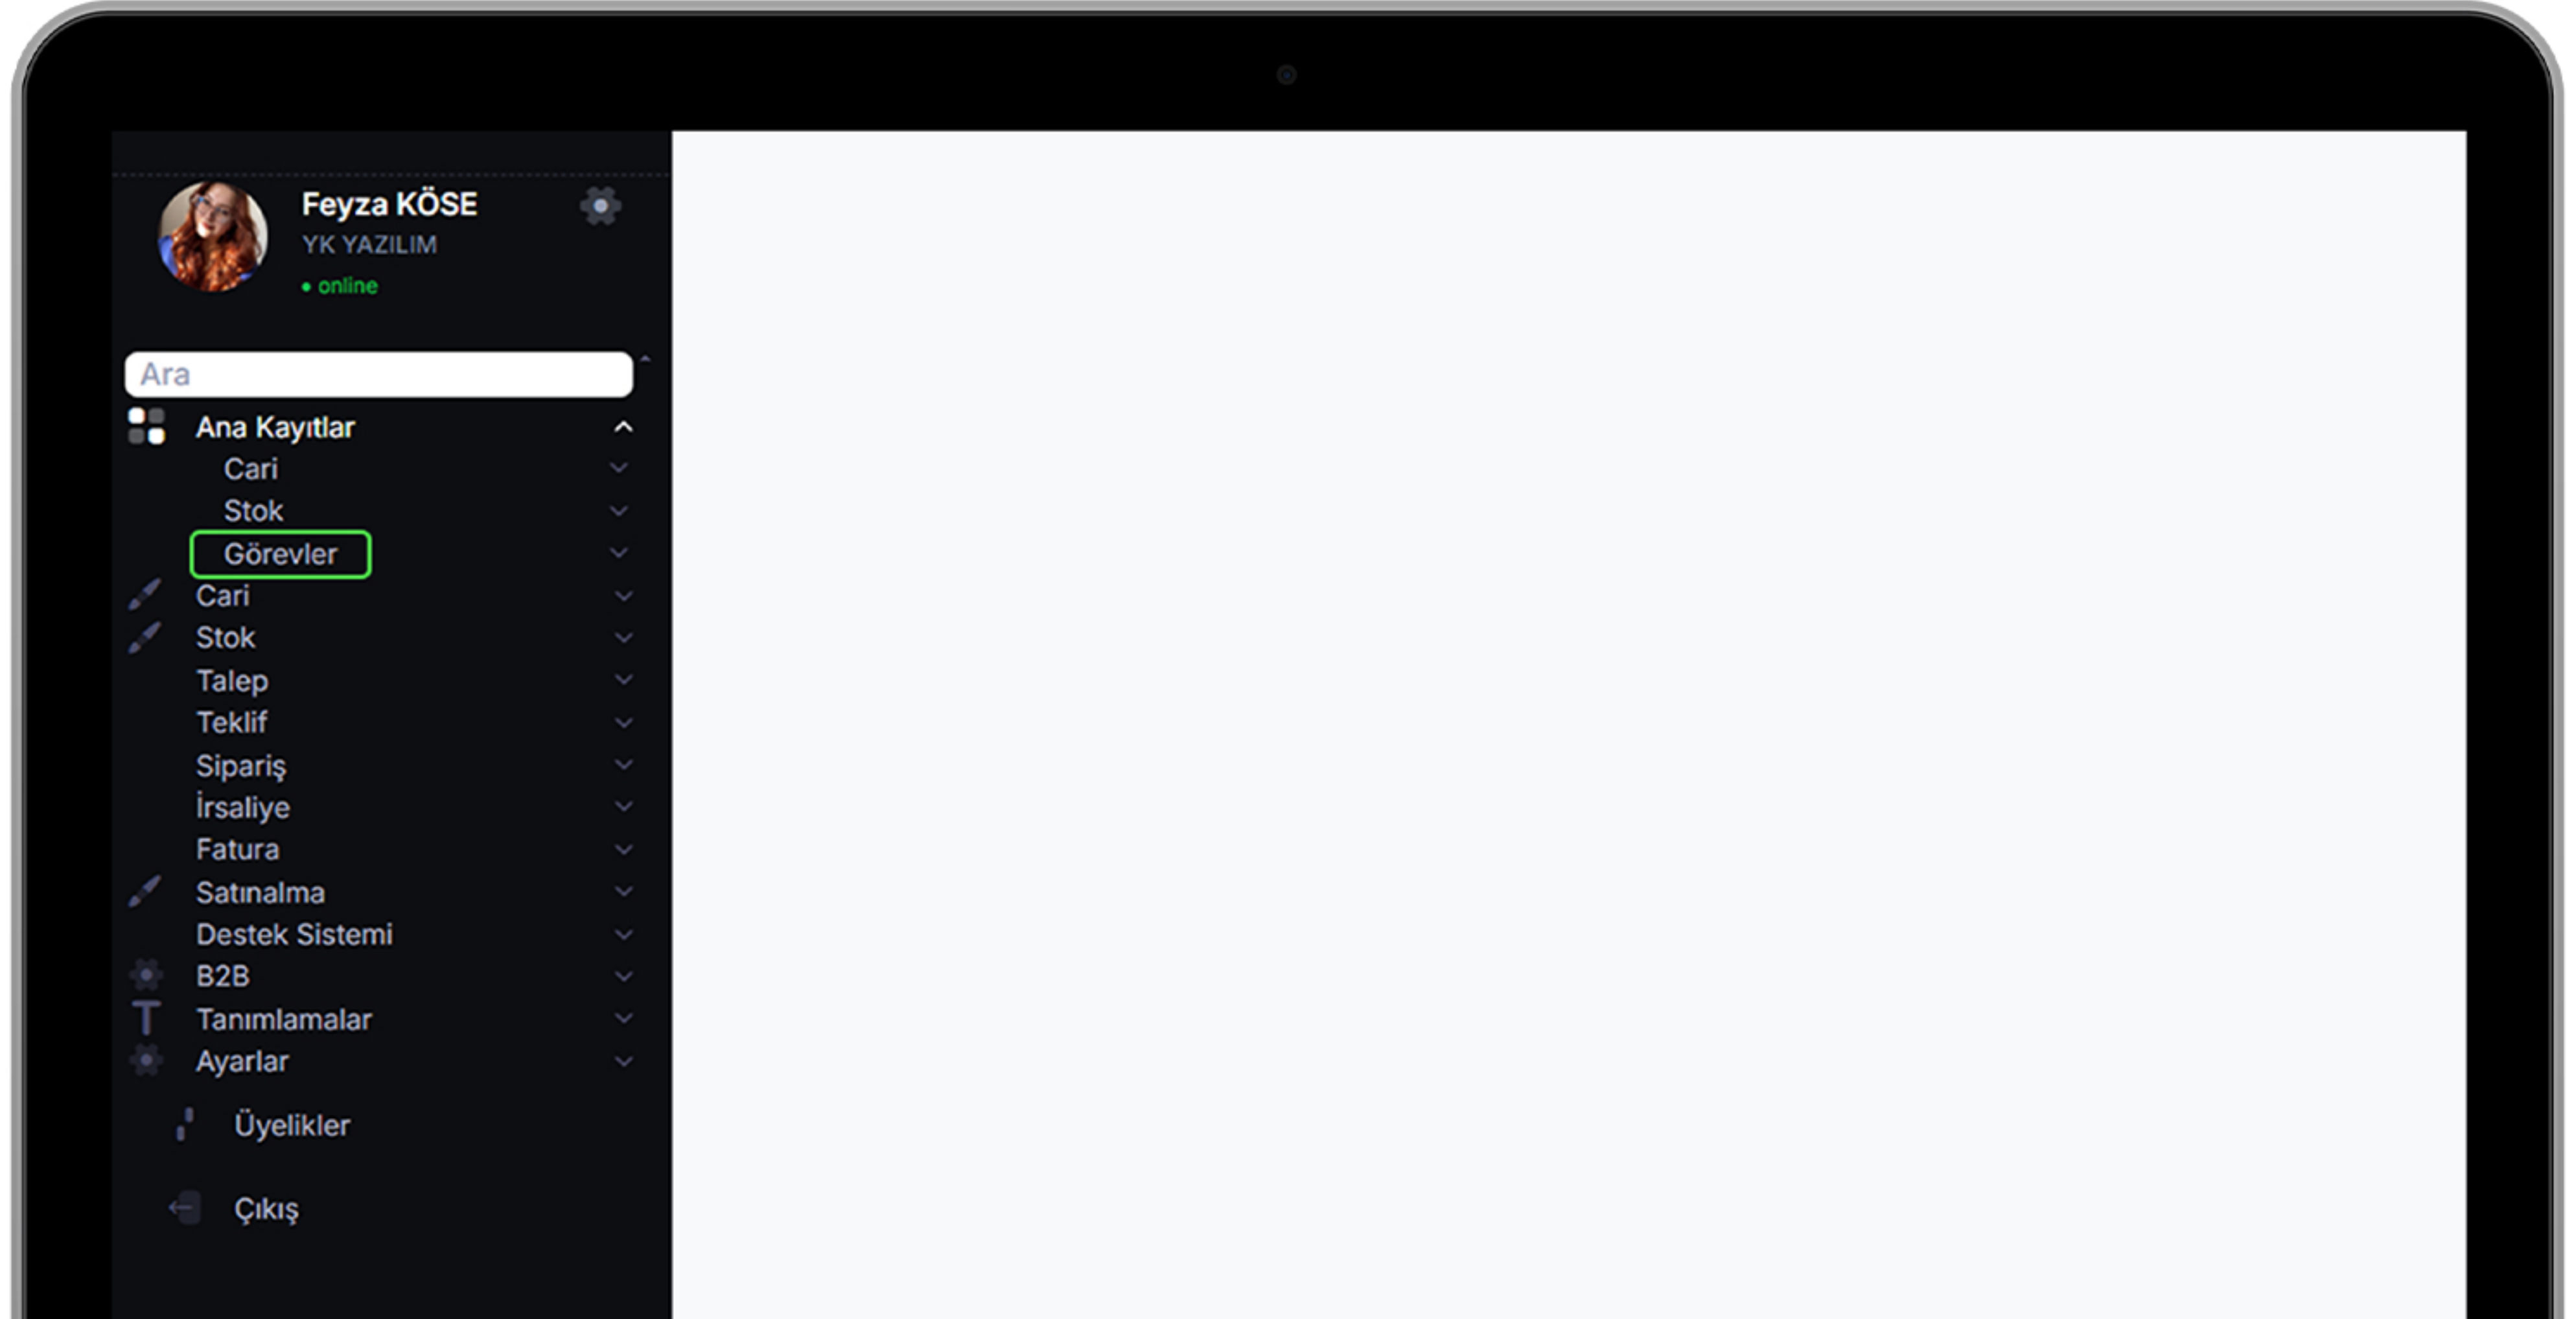 Feyza KÖSE
YK YAZILIM
• online
Ara
Ana Kayıtlar
Cari
Stok
Görevler
Cari
Stok
Talep
Teklif
Sipariş
İrsaliye
Fatura
Satınalma
Destek Sistemi
B2B
Tanımlamalar
Ayarlar
Üyelikler
Çıkış